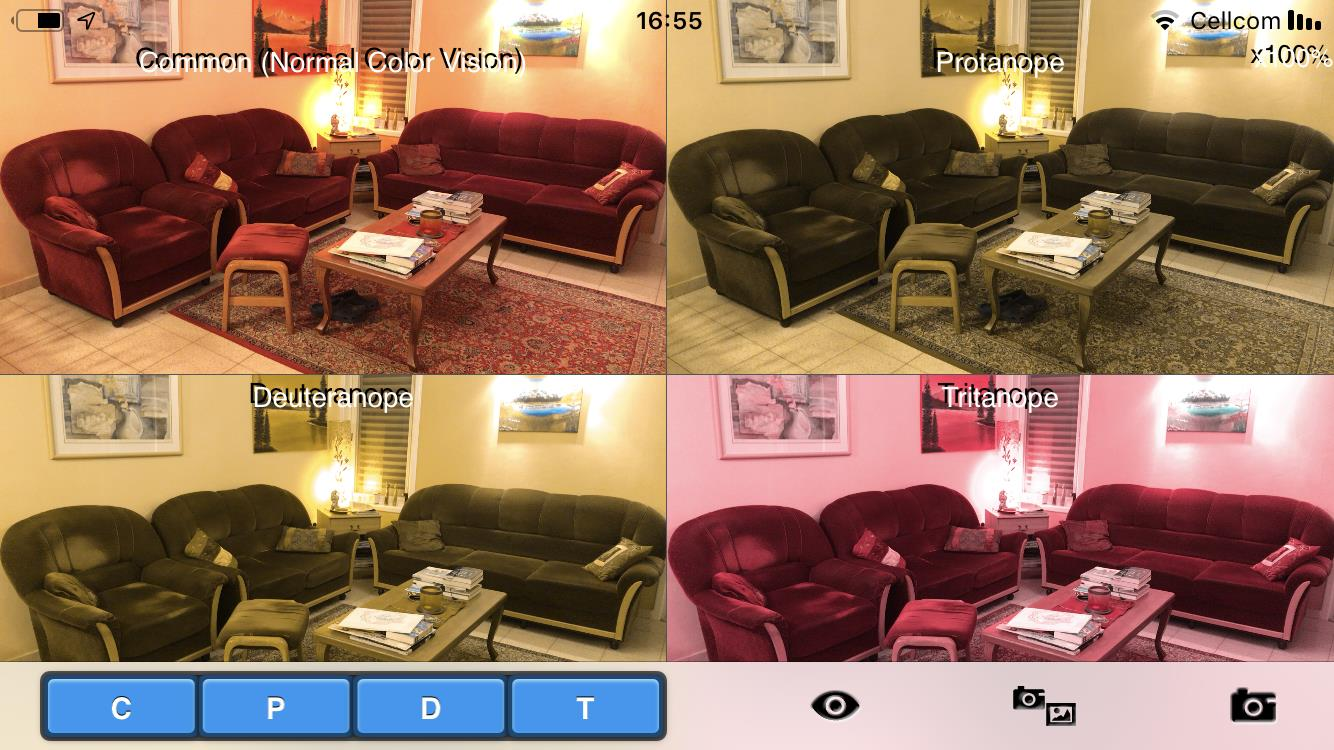 16:55
Cellcom
Common (Normal Color Vision)
Protanope
x100%
Deuteranope
Tritanope
C
P
D
T